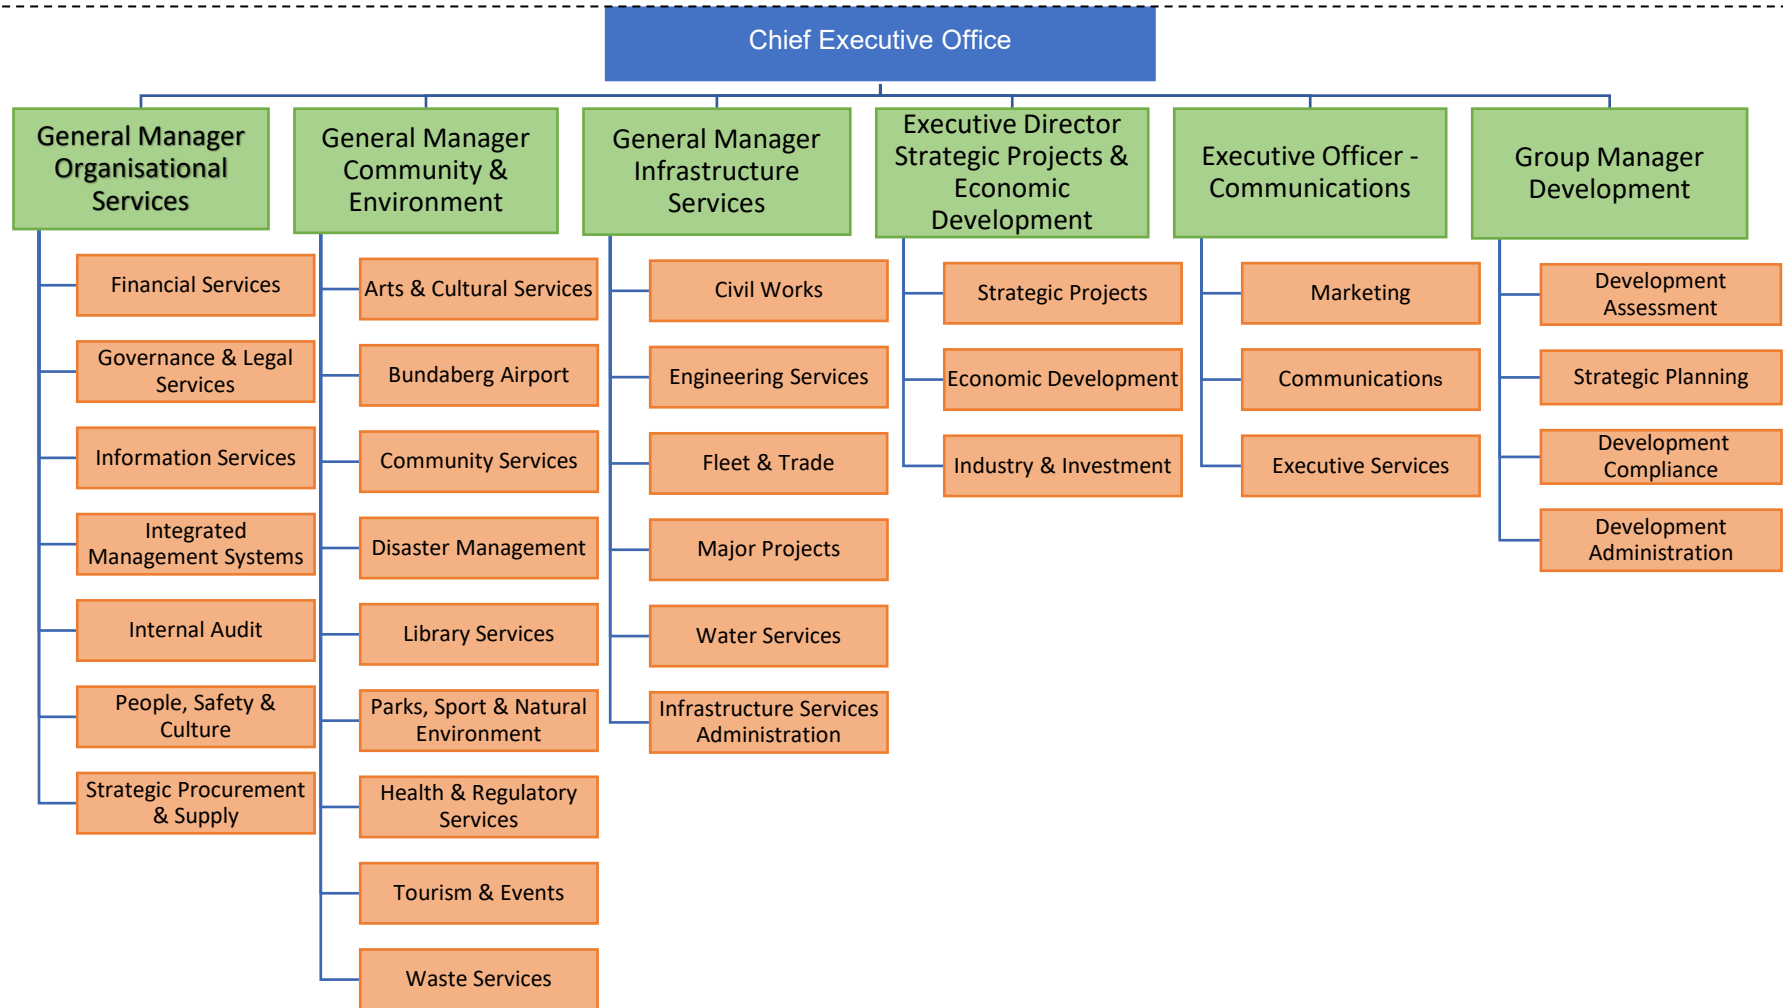 Chief Executive Office
General Manager
Organisational
Services
Financial Services
Governance & Legal
Services
Information Services
Integrated
Management Systems
Internal Audit
People, Safety &
Culture
Strategic Procurement
& Supply
General Manager
Community &
Environment
Arts & Cultural Services
Bundaberg Airport
Community Services
Disaster Management
Library Services
Parks, Sport & Natural
Environment
Health & Regulatory
Services
Tourism & Events
Waste Services
General Manager
Infrastructure
Services
Civil Works
Engineering Services
Fleet & Trade
Major Projects
Water Services
Infrastructure Services
Administration
Executive Director
Strategic Projects &
Economic
Development
Strategic Projects
Economic Development
Industry & Investment
Executive Officer -
Communications
Marketing
Communications
Executive Services
Group Manager
Development
Development
Assessment
Strategic Planning
Development
Compliance
Development
Administration